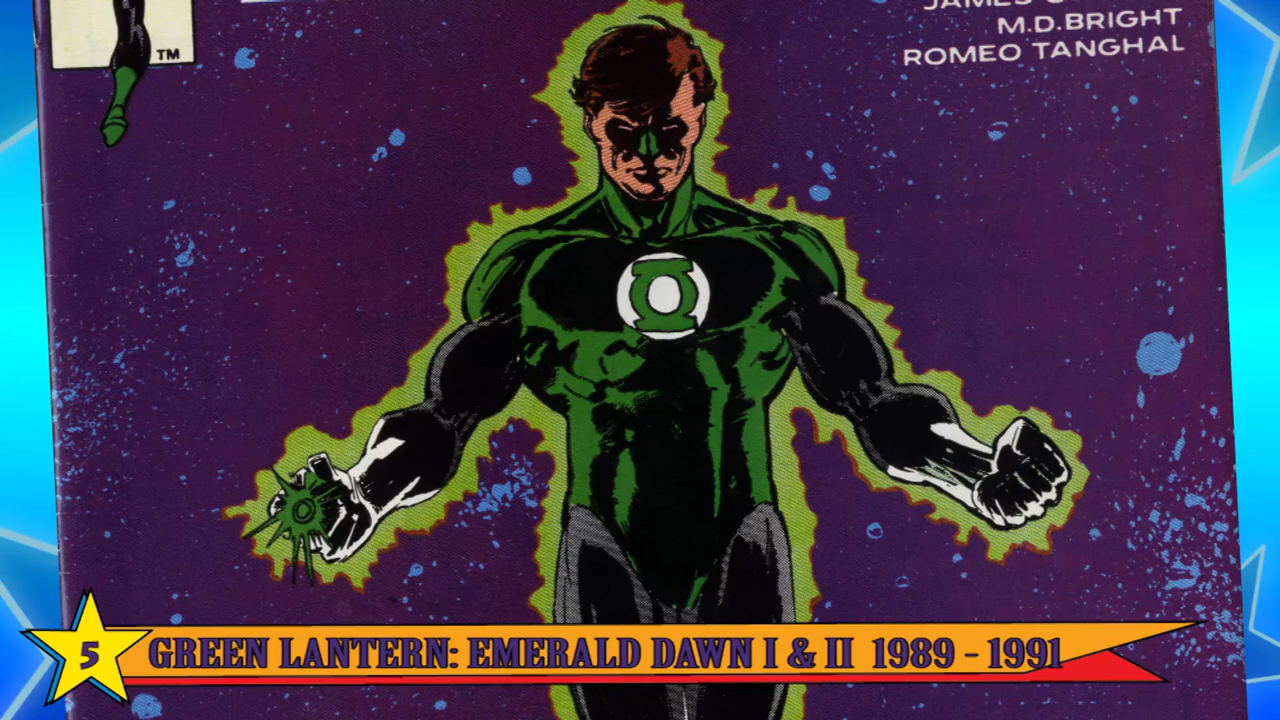 M.D.BRIGHT
ROMEO TANGHAL
TM
5
GREEN LANTERN: EMERALD DAWN I & II 1989 - 1991